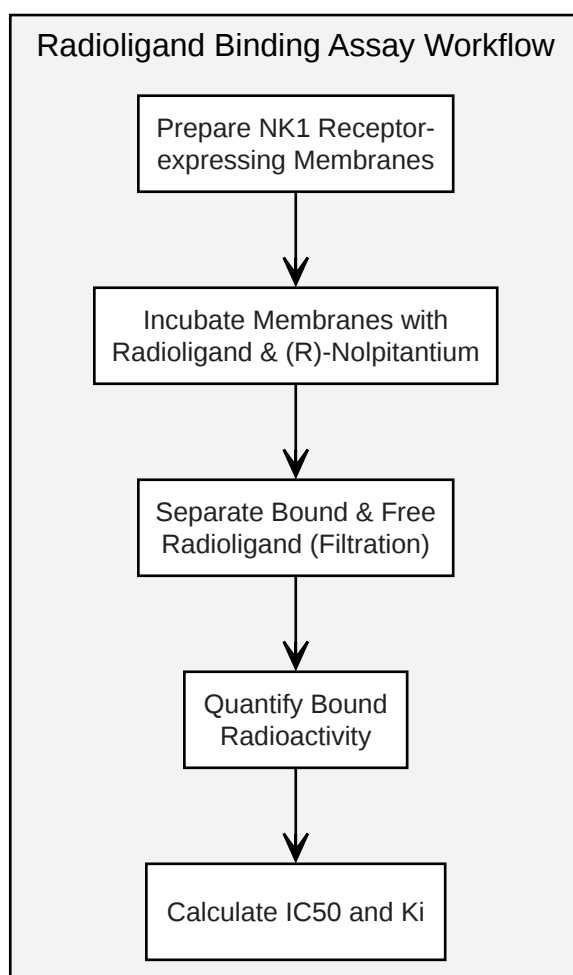 Radioligand Binding Assay Workflow
Prepare NK1 Receptor-
expressing Membranes
Incubate Membranes with
Radioligand & (R)-Nolpitantium
Separate Bound & Free
Radioligand (Filtration)
Quantify Bound
Radioactivity
Calculate IC50 and Ki